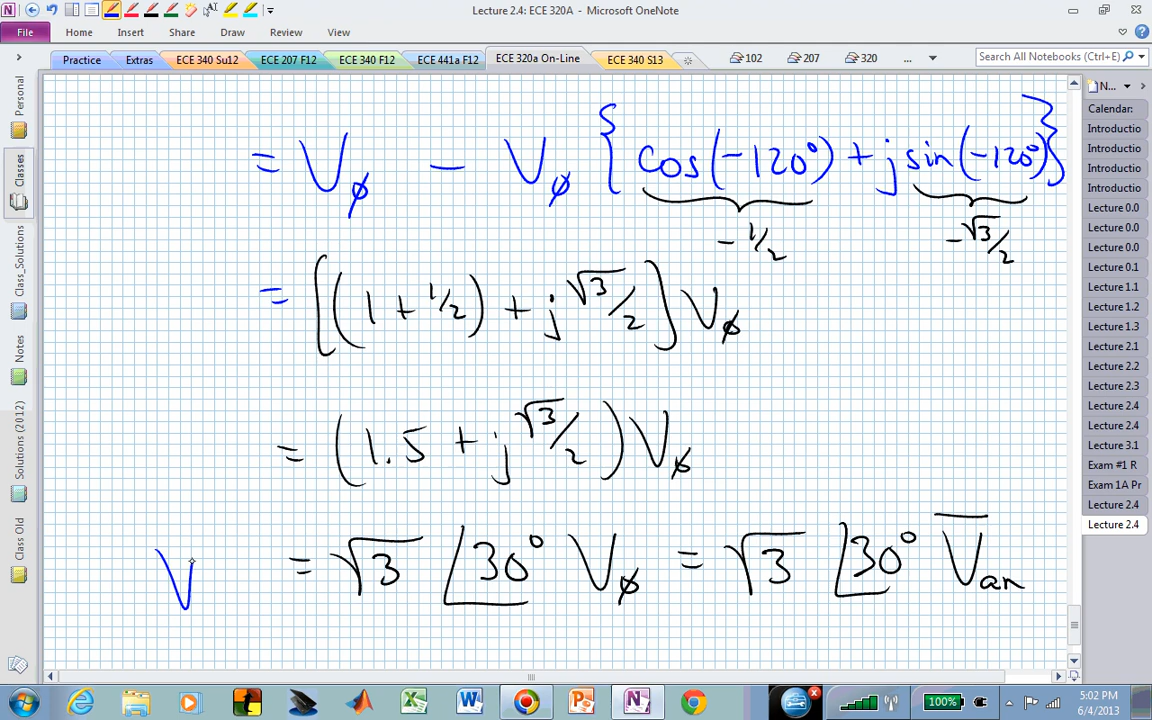 Lecture 2.4: ECE 320A - Microsoft OneNote
File Home Insert Share Draw Review View
Practice Extras ECE 340 Su12 ECE 207 F12 ECE 340 F12 ECE 441a F12 ECE 320a On-Line ECE 340 S13 102 207 320 ... Search All Notebooks (Ctrl+E)
Personal
Classes
Class_Solutions
Notes
Solutions (2012)
Class Old
= Vϕ - Vϕ {cos(-120°) + j sin(-120°)}
-1/2 -√3/2
= [(1 + 1/2) + j √3/2] Vϕ
= (1.5 + j √3/2) Vϕ
V = √3 ∠30° Vϕ = √3 ∠30° V̅an
N...
Calendar:
Introductio
Introductio
Introductio
Introductio
Lecture 0.0
Lecture 0.0
Lecture 0.0
Lecture 0.1
Lecture 1.1
Lecture 1.2
Lecture 1.3
Lecture 2.1
Lecture 2.2
Lecture 2.3
Lecture 2.4
Lecture 2.4
Lecture 3.1
Exam #1 R
Exam 1A Pr
Lecture 2.4
Lecture 2.4
100%
5:02 PM
6/4/2013